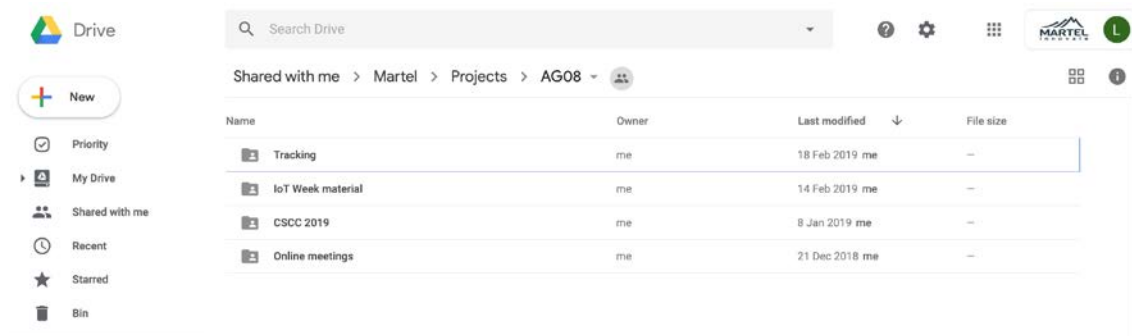 Drive
Search Drive
MARTEL
INNOVATE
L
New
Shared with me > Martel > Projects > AG08
Name Owner Last modified File size
Priority
My Drive
Shared with me
Recent
Starred
Bin
Tracking me 18 Feb 2019 me –
IoT Week material me 14 Feb 2019 me –
CSCC 2019 me 8 Jan 2019 me –
Online meetings me 21 Dec 2018 me –